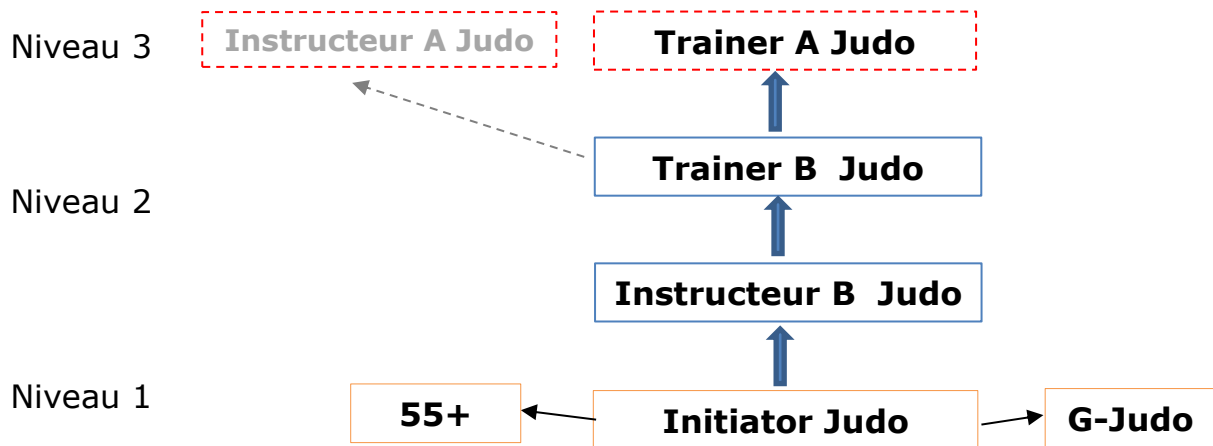 Niveau 3
Instructeur A Judo
Trainer A Judo
Trainer B Judo
Niveau 2
Instructeur B Judo
Niveau 1
55+
Initiator Judo
G-Judo